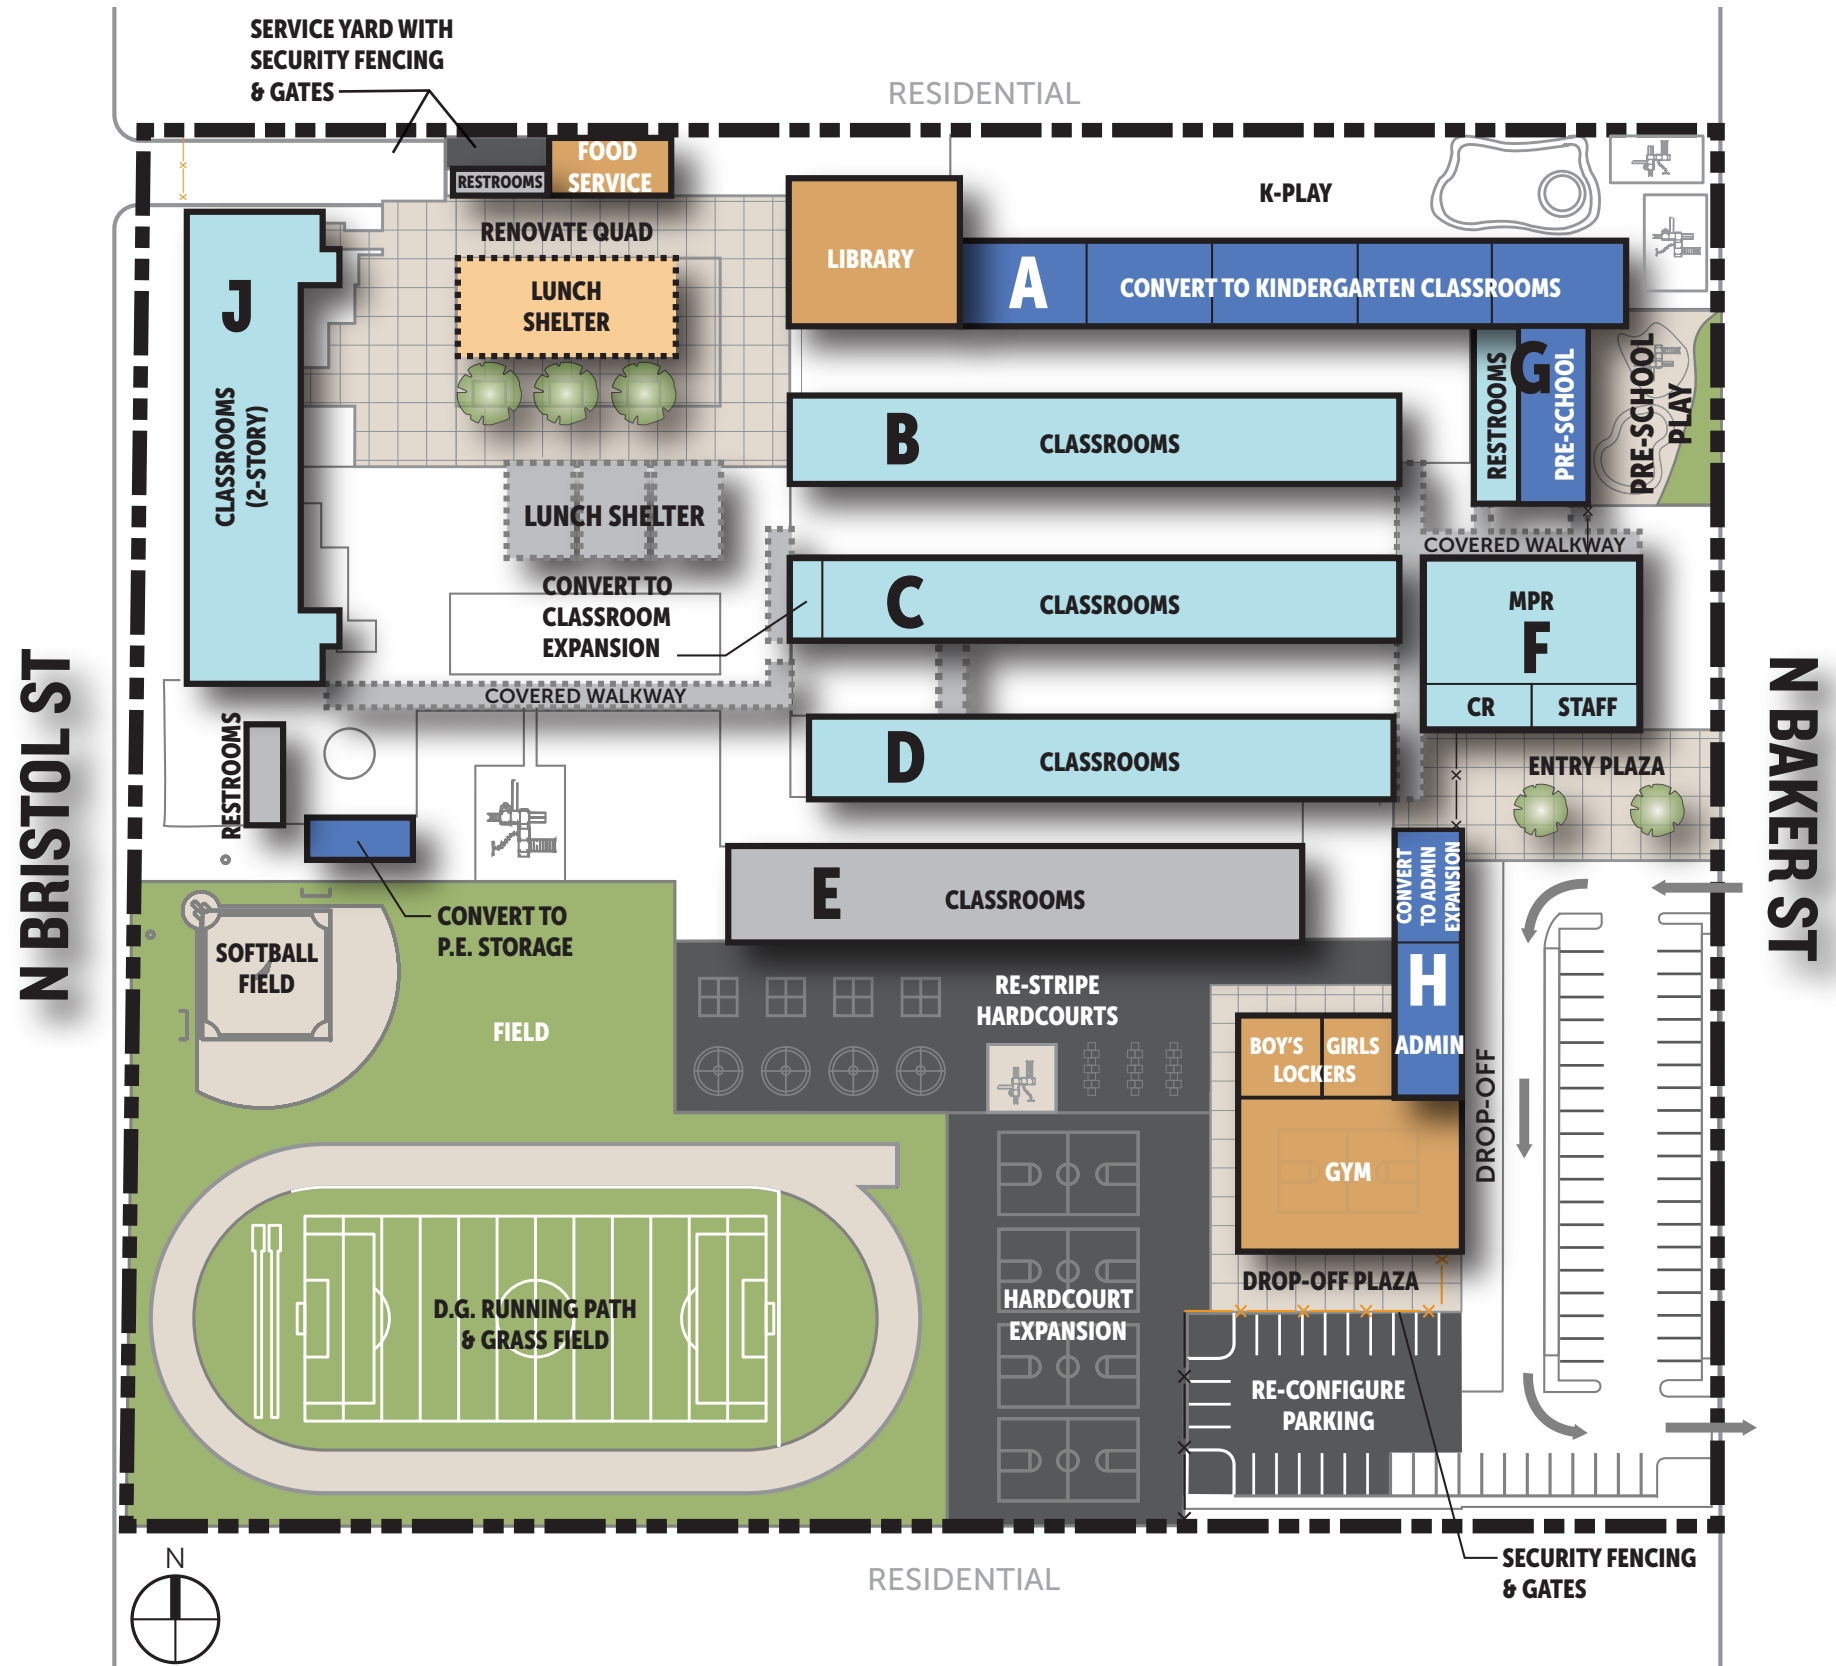 SERVICE YARD WITH
SECURITY FENCING
& GATES
RESIDENTIAL
FOOD
SERVICE
RESTROOMS
K-PLAY
RENOVATE QUAD
LIBRARY
LUNCH
SHELTER
A
CONVERT TO KINDERGARTEN CLASSROOMS
J
CLASSROOMS
(2-STORY)
G
RESTROOMS
PRE-SCHOOL
PRE-SCHOOL
PLAY
B
CLASSROOMS
LUNCH SHELTER
COVERED WALKWAY
CONVERT TO
CLASSROOM
EXPANSION
C
CLASSROOMS
MPR
F
CR
STAFF
COVERED WALKWAY
N BRISTOL ST
N BAKER ST
RESTROOMS
D
CLASSROOMS
ENTRY PLAZA
CONVERT
TO ADMIN
EXPANSION
E
CLASSROOMS
CONVERT TO
P.E. STORAGE
SOFTBALL
FIELD
FIELD
RE-STRIPE
HARDCOURTS
H
ADMIN
BOY'S
GIRLS
LOCKERS
DROP-OFF
GYM
DROP-OFF PLAZA
HARDCOURT
EXPANSION
D.G. RUNNING PATH
& GRASS FIELD
RE-CONFIGURE
PARKING
N
RESIDENTIAL
SECURITY FENCING
& GATES